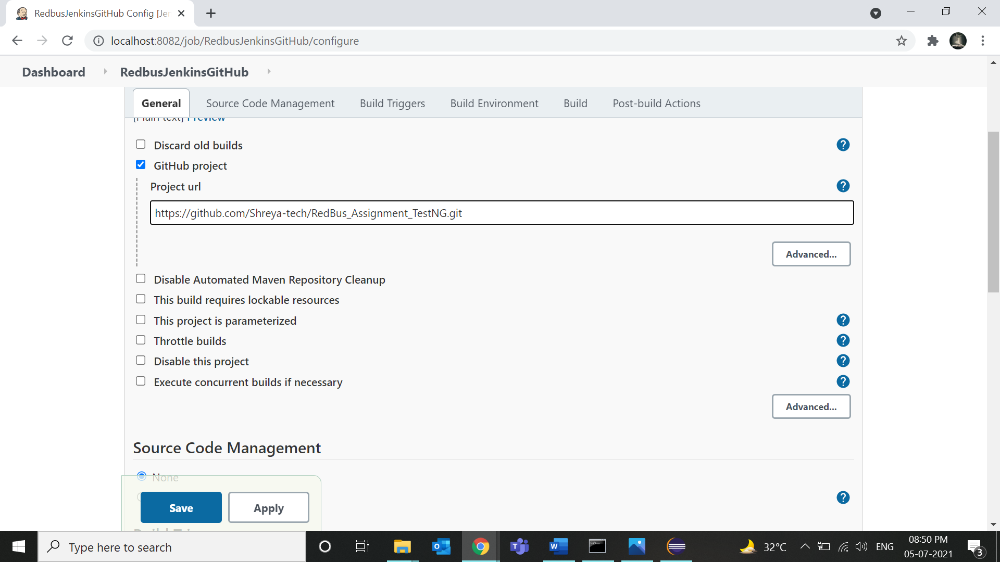 RedbusJenkinsGitHub Config [Jer
localhost:8082/job/RedbusJenkinsGitHub/configure
Dashboard RedbusJenkinsGitHub
General Source Code Management Build Triggers Build Environment Build Post-build Actions
[Plain text] Preview
Discard old builds ?
GitHub project
Project url ?
https://github.com/Shreya-tech/RedBus_Assignment_TestNG.git
Advanced...
Disable Automated Maven Repository Cleanup
This build requires lockable resources
This project is parameterized ?
Throttle builds ?
Disable this project ?
Execute concurrent builds if necessary ?
Advanced...
Source Code Management
None
?
Save Apply
Type here to search
32°C ENG
08:50 PM
05-07-2021
3